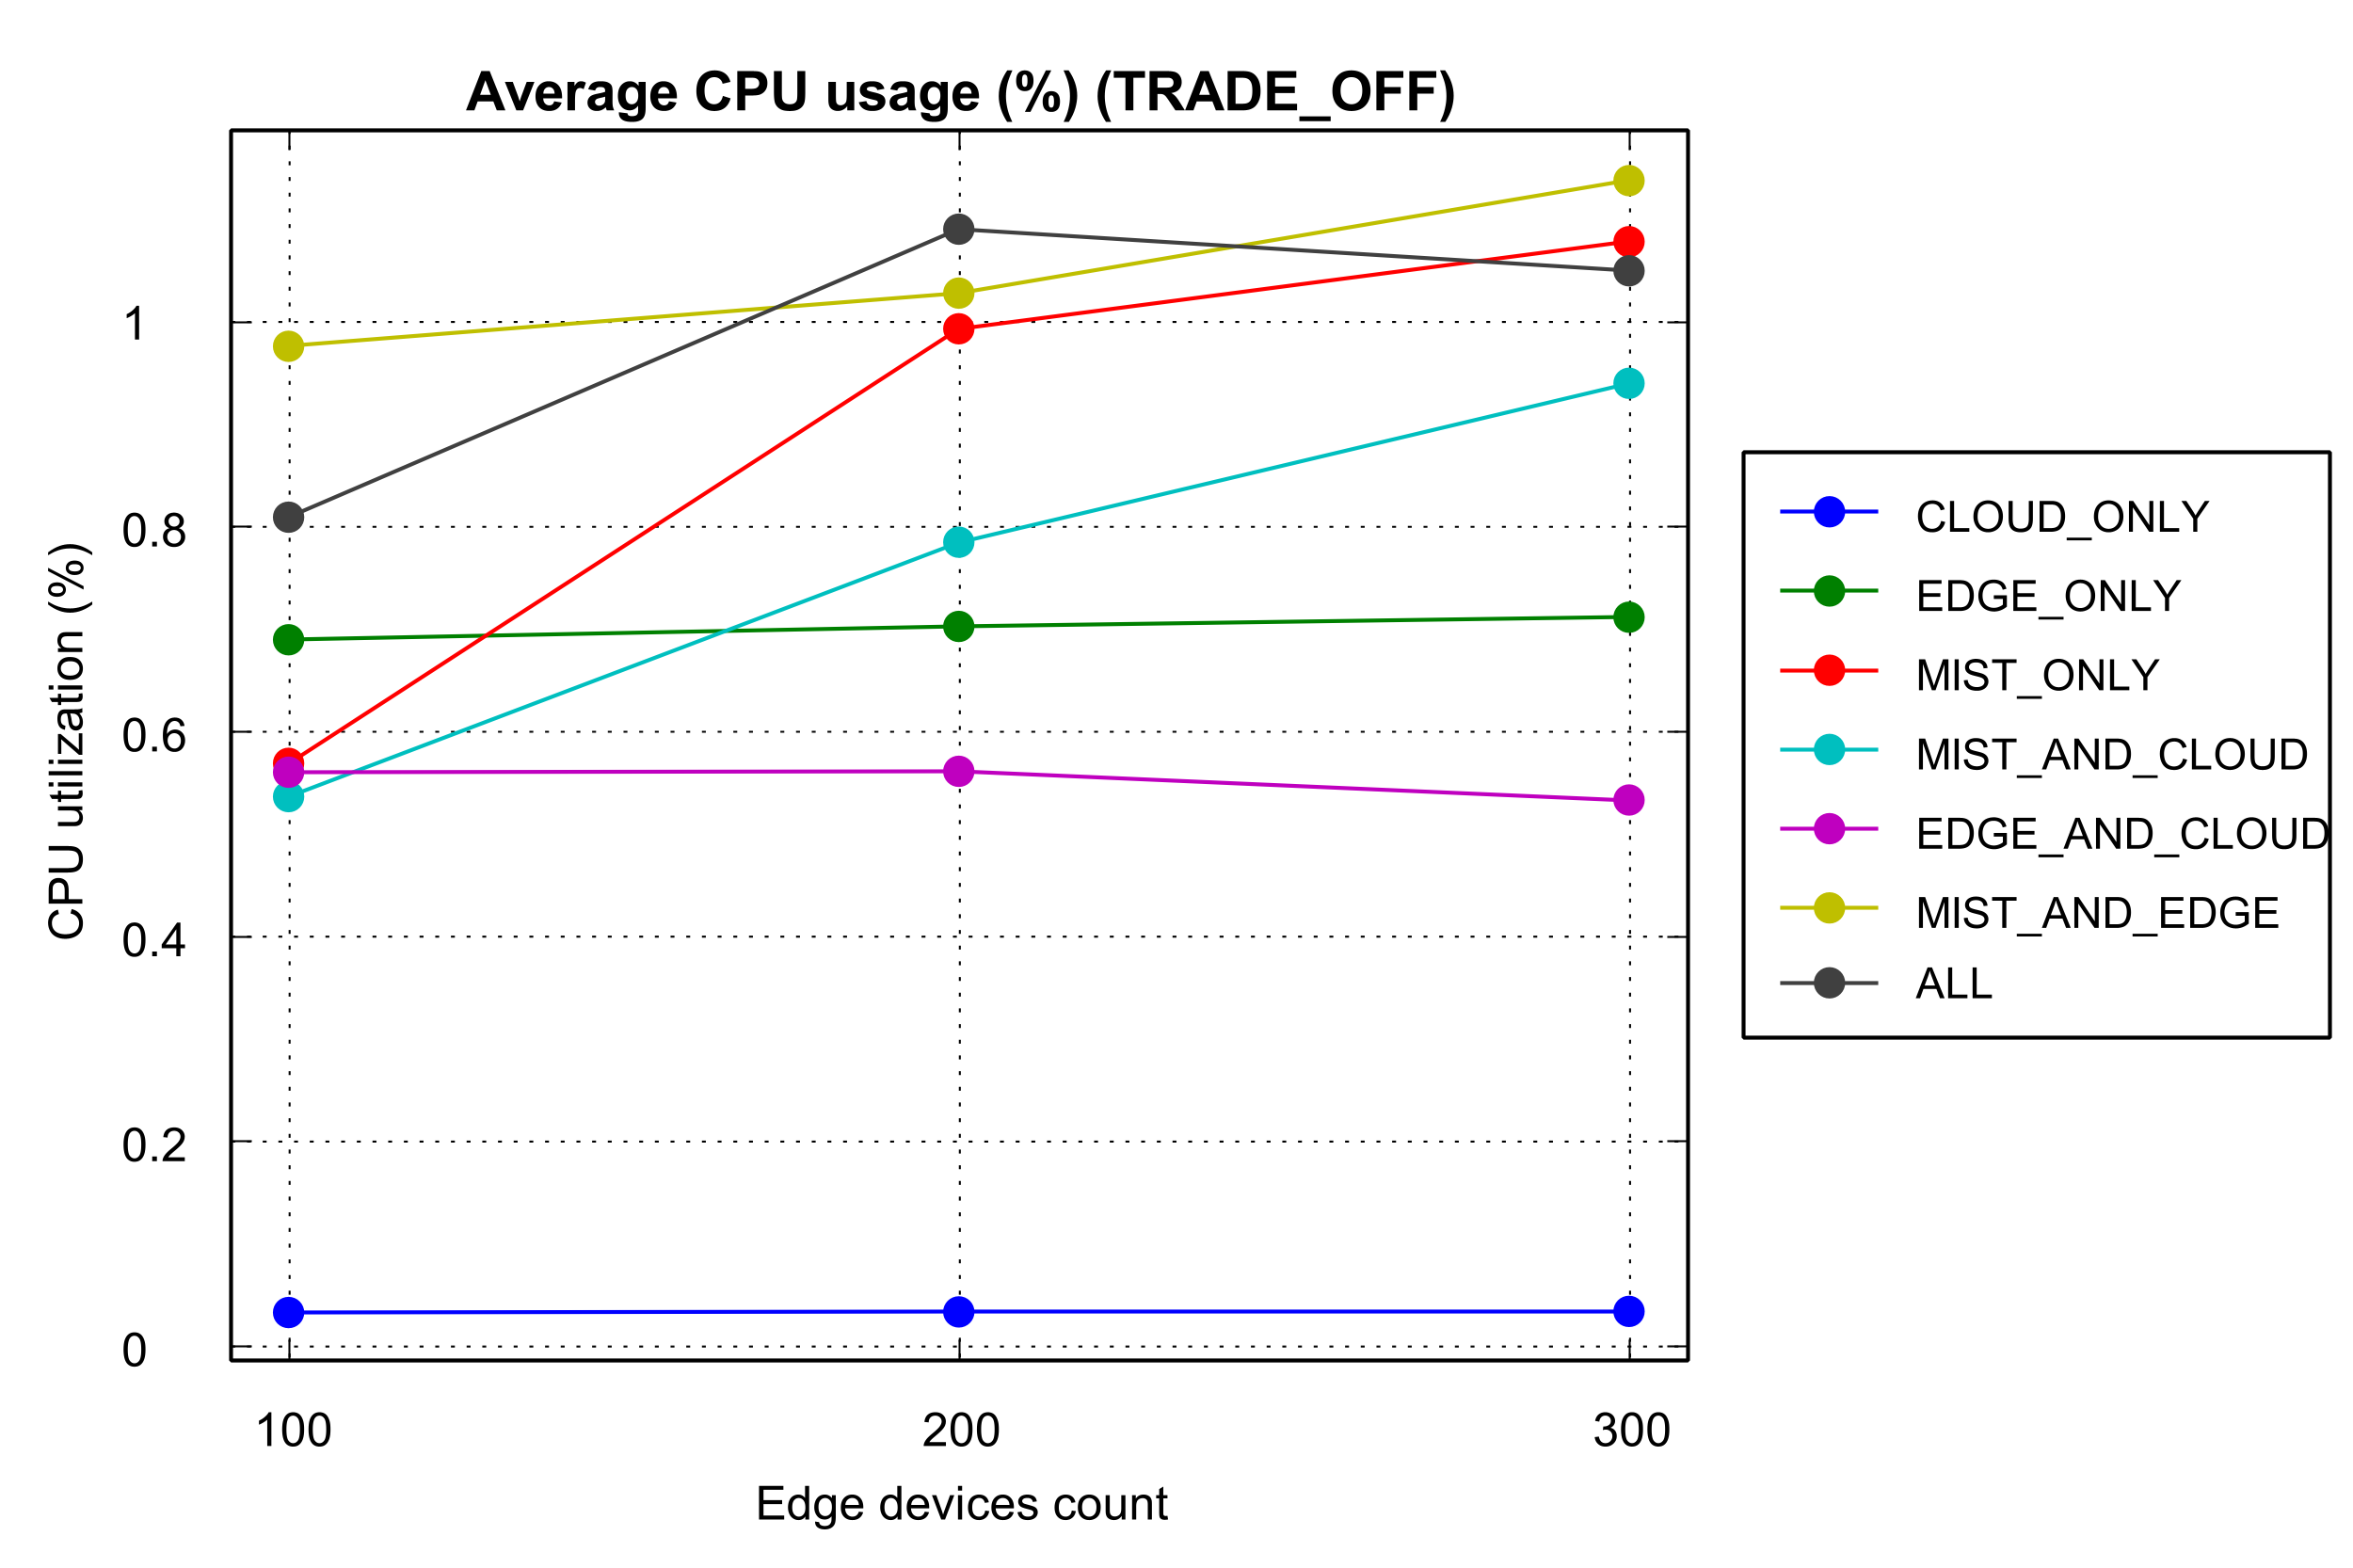 Average CPU usage (%) (TRADE_OFF)
CPU utilization (%)
1
0.8
0.6
0.4
0.2
0
100 200 300
Edge devices count
CLOUD_ONLY
EDGE_ONLY
MIST_ONLY
MIST_AND_CLOUD
EDGE_AND_CLOUD
MIST_AND_EDGE
ALL